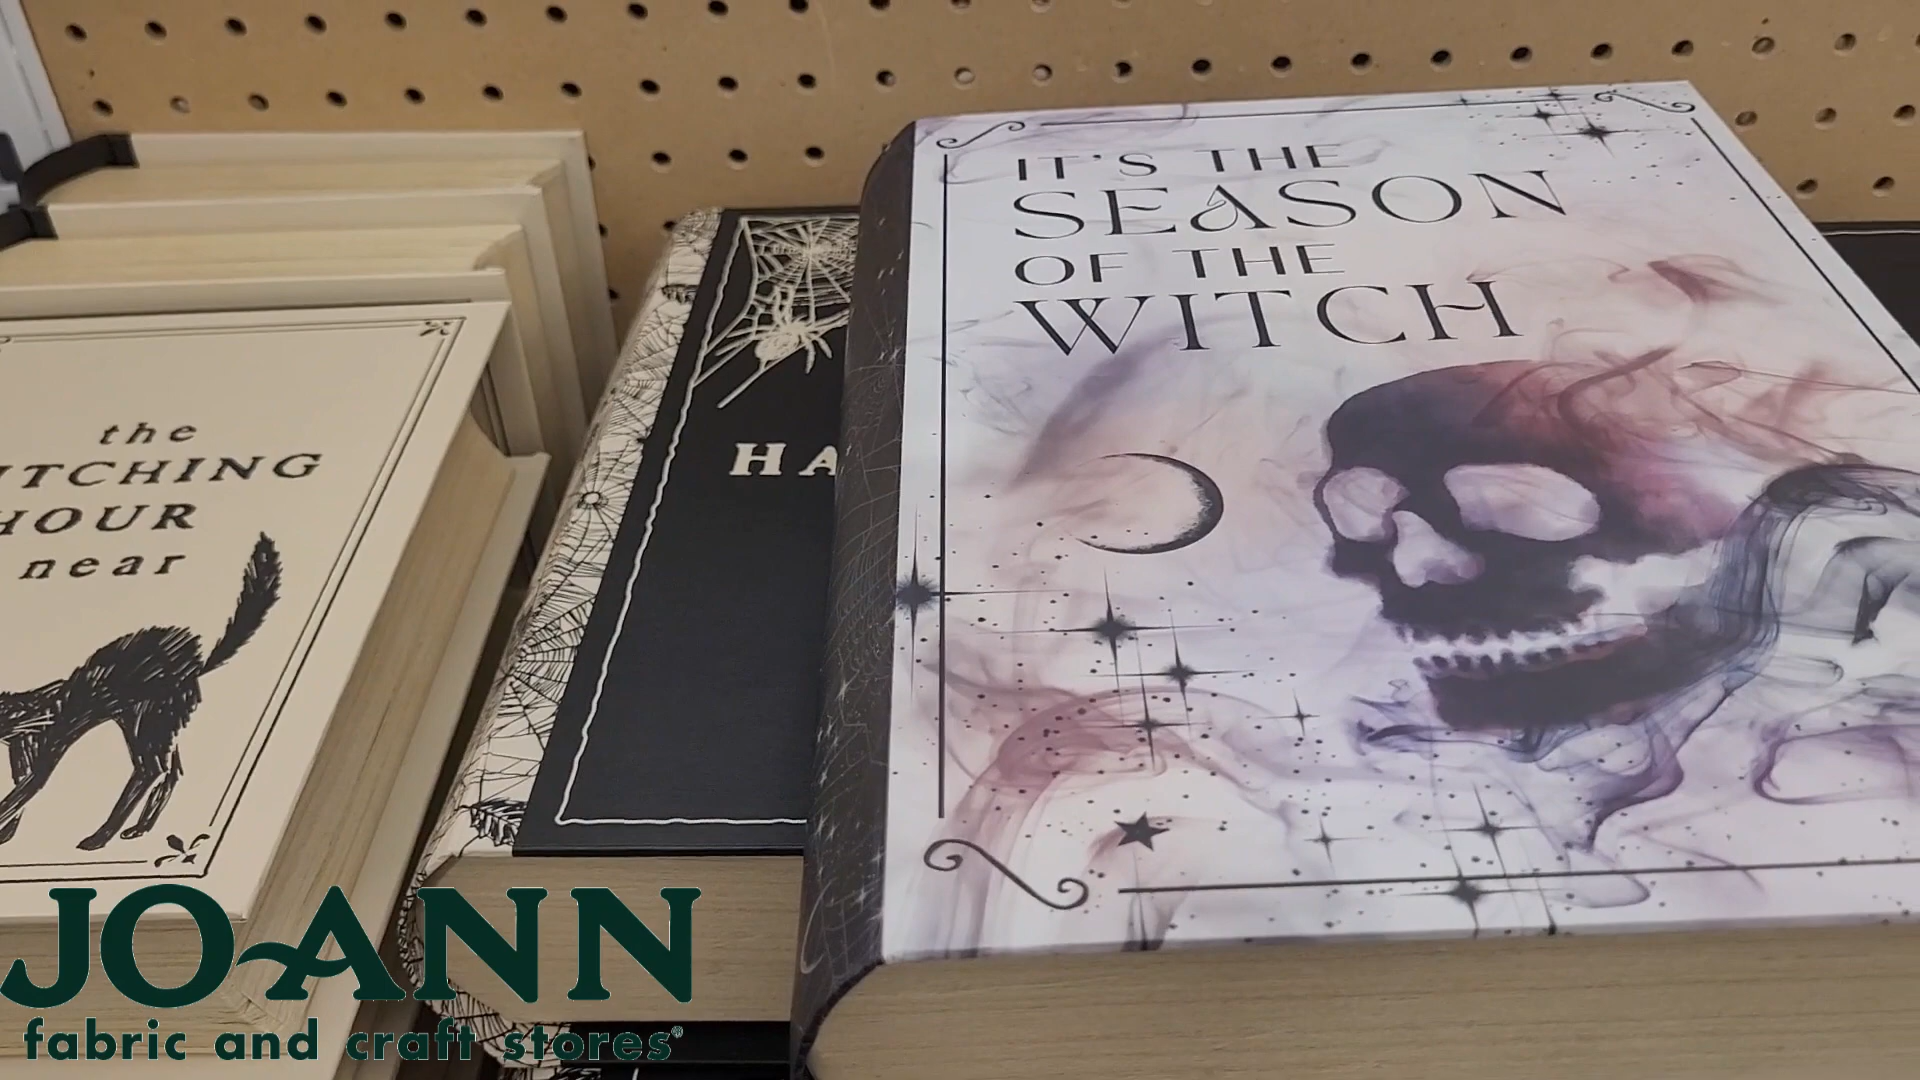 IT'S THE
SEASON
OF THE
WITCH
the
ITCHING
HOUR
near
HA
JO-ANN
fabric and craft stores®